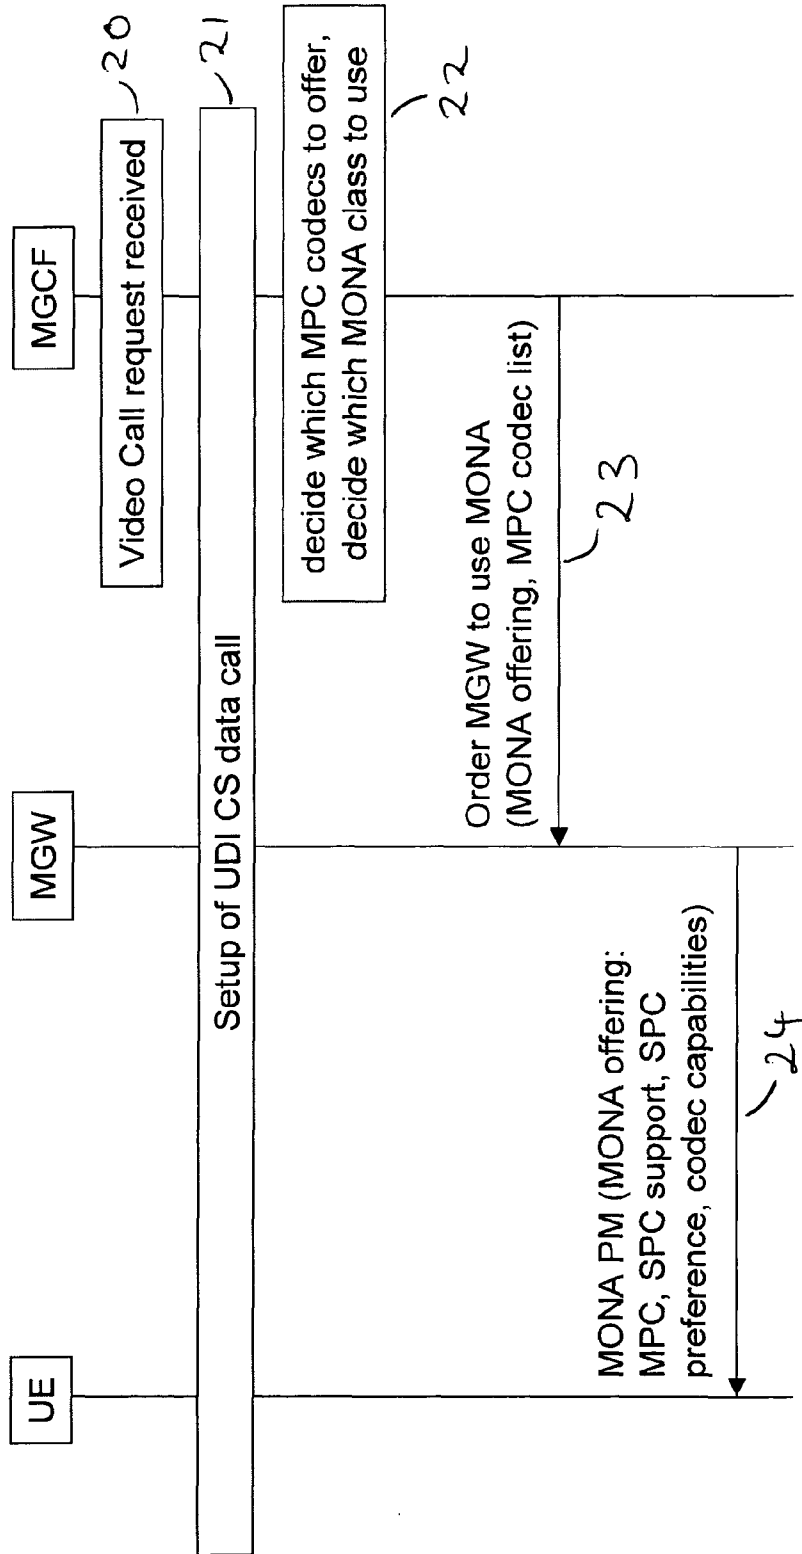 UE
MGW
MGCF
Video Call request received
20
Setup of UDI CS data call
21
decide which MPC codecs to offer,
decide which MONA class to use
22
Order MGW to use MONA
(MONA offering, MPC codec list)
23
MONA PM (MONA offering:
MPC, SPC support, SPC
preference, codec capabilities)
24